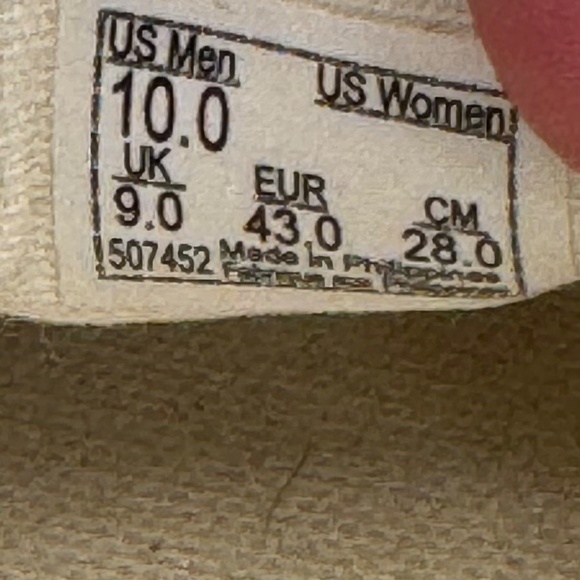 US Men US Women
10.0
UK EUR CM
9.0 43.0 28.0
507452 Made in Philippines